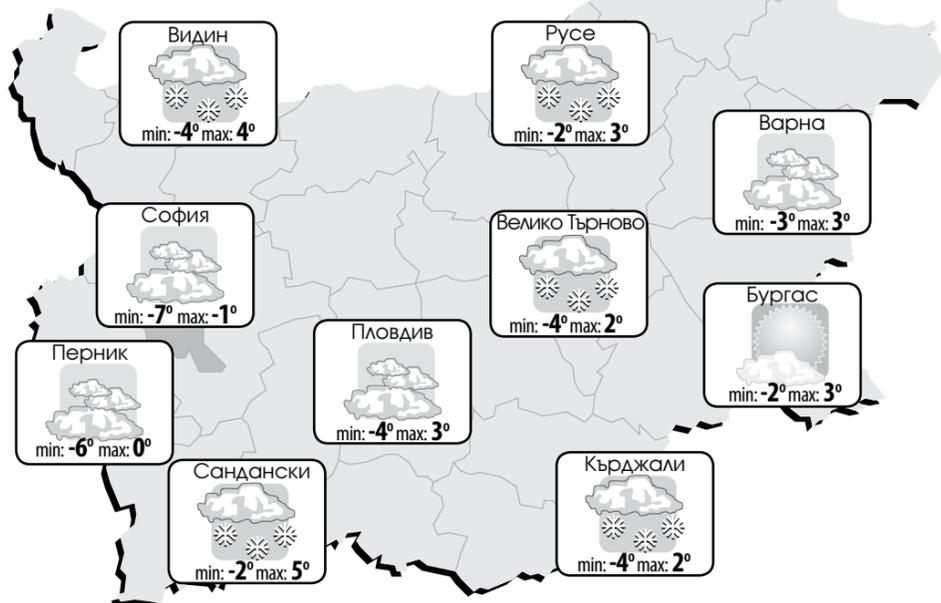 Видин
min: -4° max: 4°
Русе
min: -2° max: 3°
Варна
min: -3° max: 3°
София
min: -7° max: -1°
Велико Търново
min: -4° max: 2°
Бургас
min: -2° max: 3°
Пловдив
min: -4° max: 3°
Перник
min: -6° max: 0°
Сандански
min: -2° max: 5°
Кърджали
min: -4° max: 2°